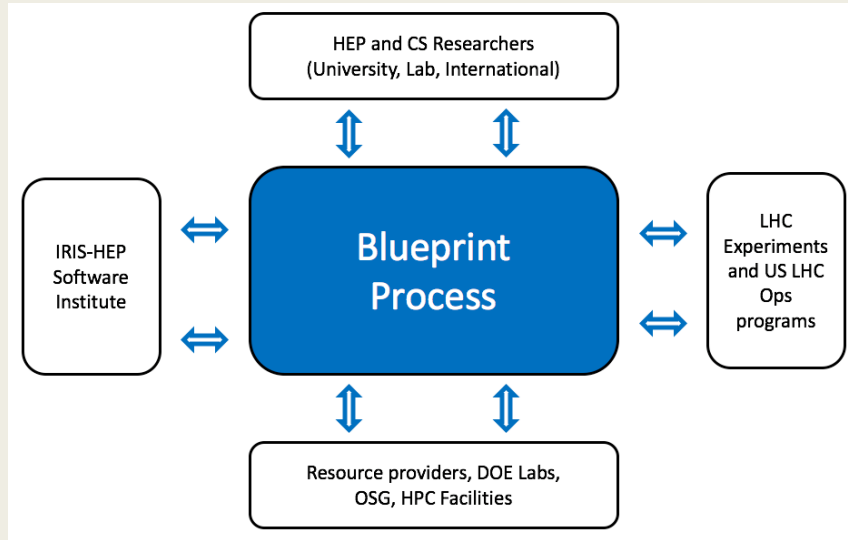 HEP and CS Researchers
(University, Lab, International)
IRIS-HEP
Software
Institute
Blueprint
Process
LHC
Experiments
and US LHC
Ops
programs
Resource providers, DOE Labs,
OSG, HPC Facilities